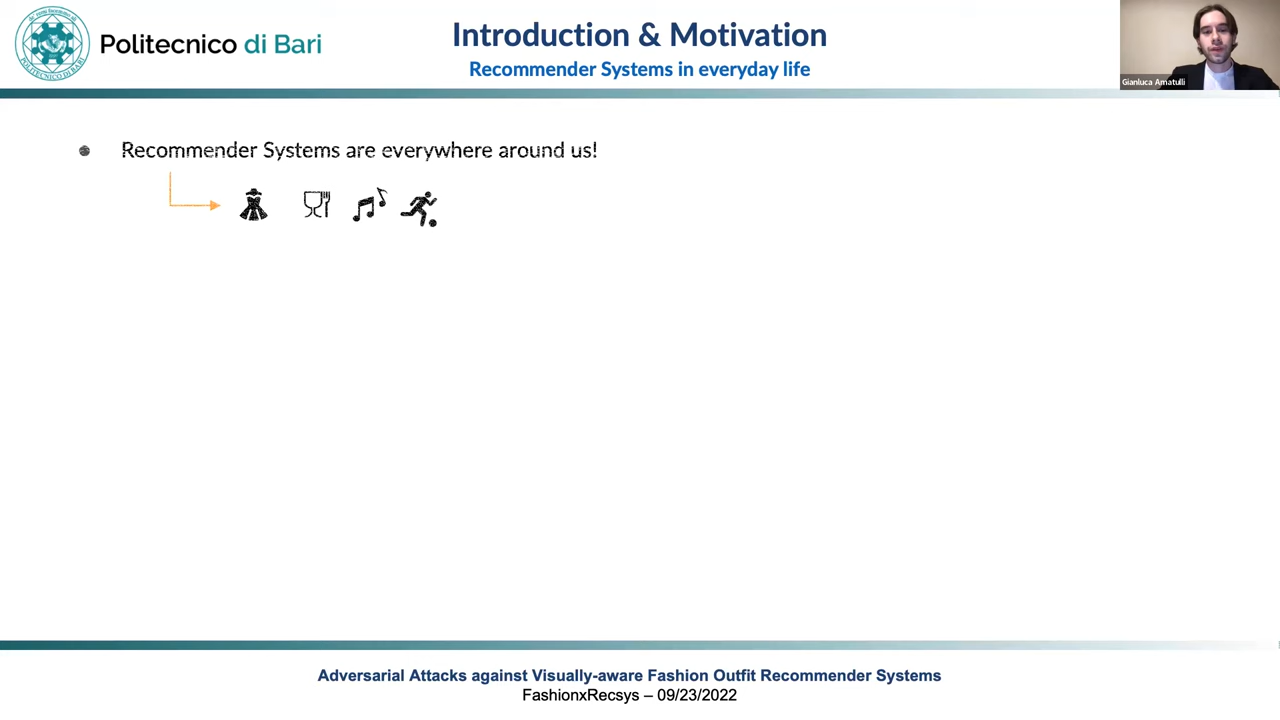 Politecnico di Bari
Introduction & Motivation
Recommender Systems in everyday life
Gianluca Amatulli
Recommender Systems are everywhere around us!
Adversarial Attacks against Visually-aware Fashion Outfit Recommender Systems
FashionxRecsys – 09/23/2022